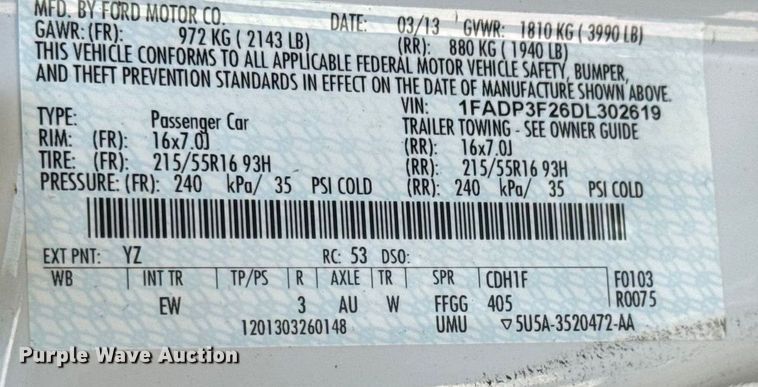 MFD. BY FORD MOTOR CO. DATE: 03/13 GVWR: 1810 KG ( 3990 LB)
GAWR: (FR): 972 KG ( 2143 LB) (RR): 880 KG ( 1940 LB)
THIS VEHICLE CONFORMS TO ALL APPLICABLE FEDERAL MOTOR VEHICLE SAFETY, BUMPER,
AND THEFT PREVENTION STANDARDS IN EFFECT ON THE DATE OF MANUFACTURE SHOWN ABOVE.
VIN: 1FADP3F26DL302619
TYPE: Passenger Car TRAILER TOWING - SEE OWNER GUIDE
RIM: (FR): 16x7.0J (RR): 16x7.0J
TIRE: (FR): 215/55R16 93H (RR): 215/55R16 93H
PRESSURE: (FR): 240 kPa/ 35 PSI COLD (RR): 240 kPa/ 35 PSI COLD
EXT PNT: YZ RC: 53 DSO:
WB INT TR TP/PS R AXLE TR SPR CDH1F F0103
EW 3 AU W FFGG 405 R0075
1201303260148 UMU ▽5U5A-3520472-AA
Purple Wave Auction